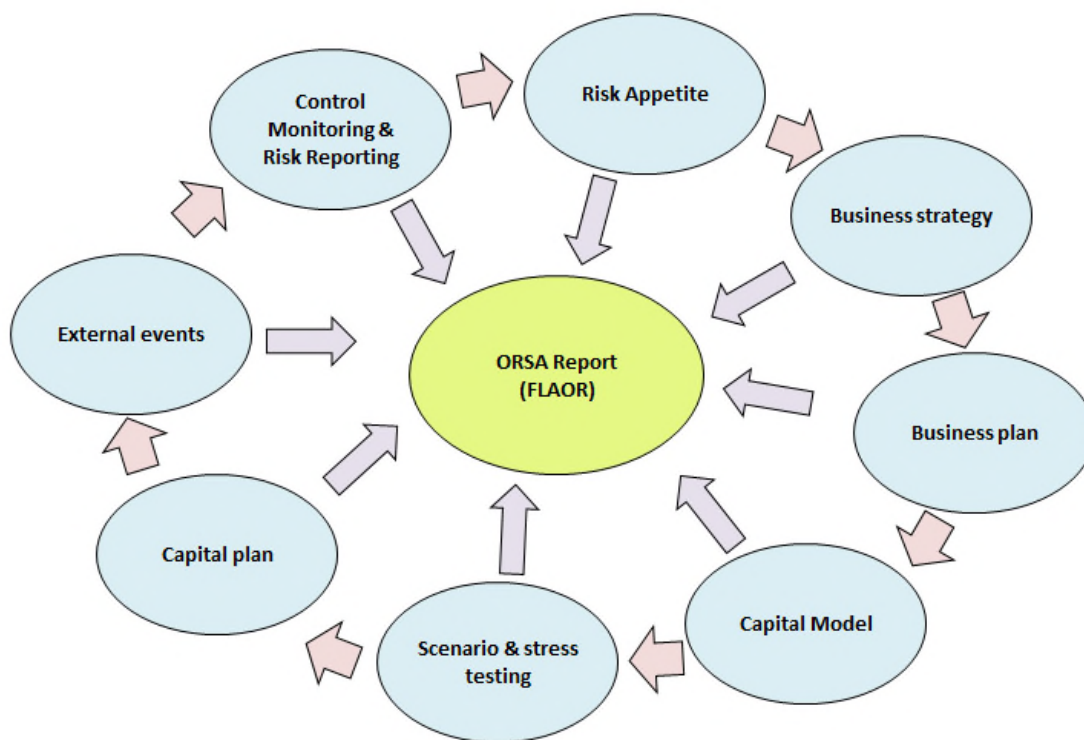 Control
Monitoring &
Risk Reporting
Risk Appetite
Business strategy
External events
ORSA Report
(FLAOR)
Business plan
Capital plan
Capital Model
Scenario & stress
testing